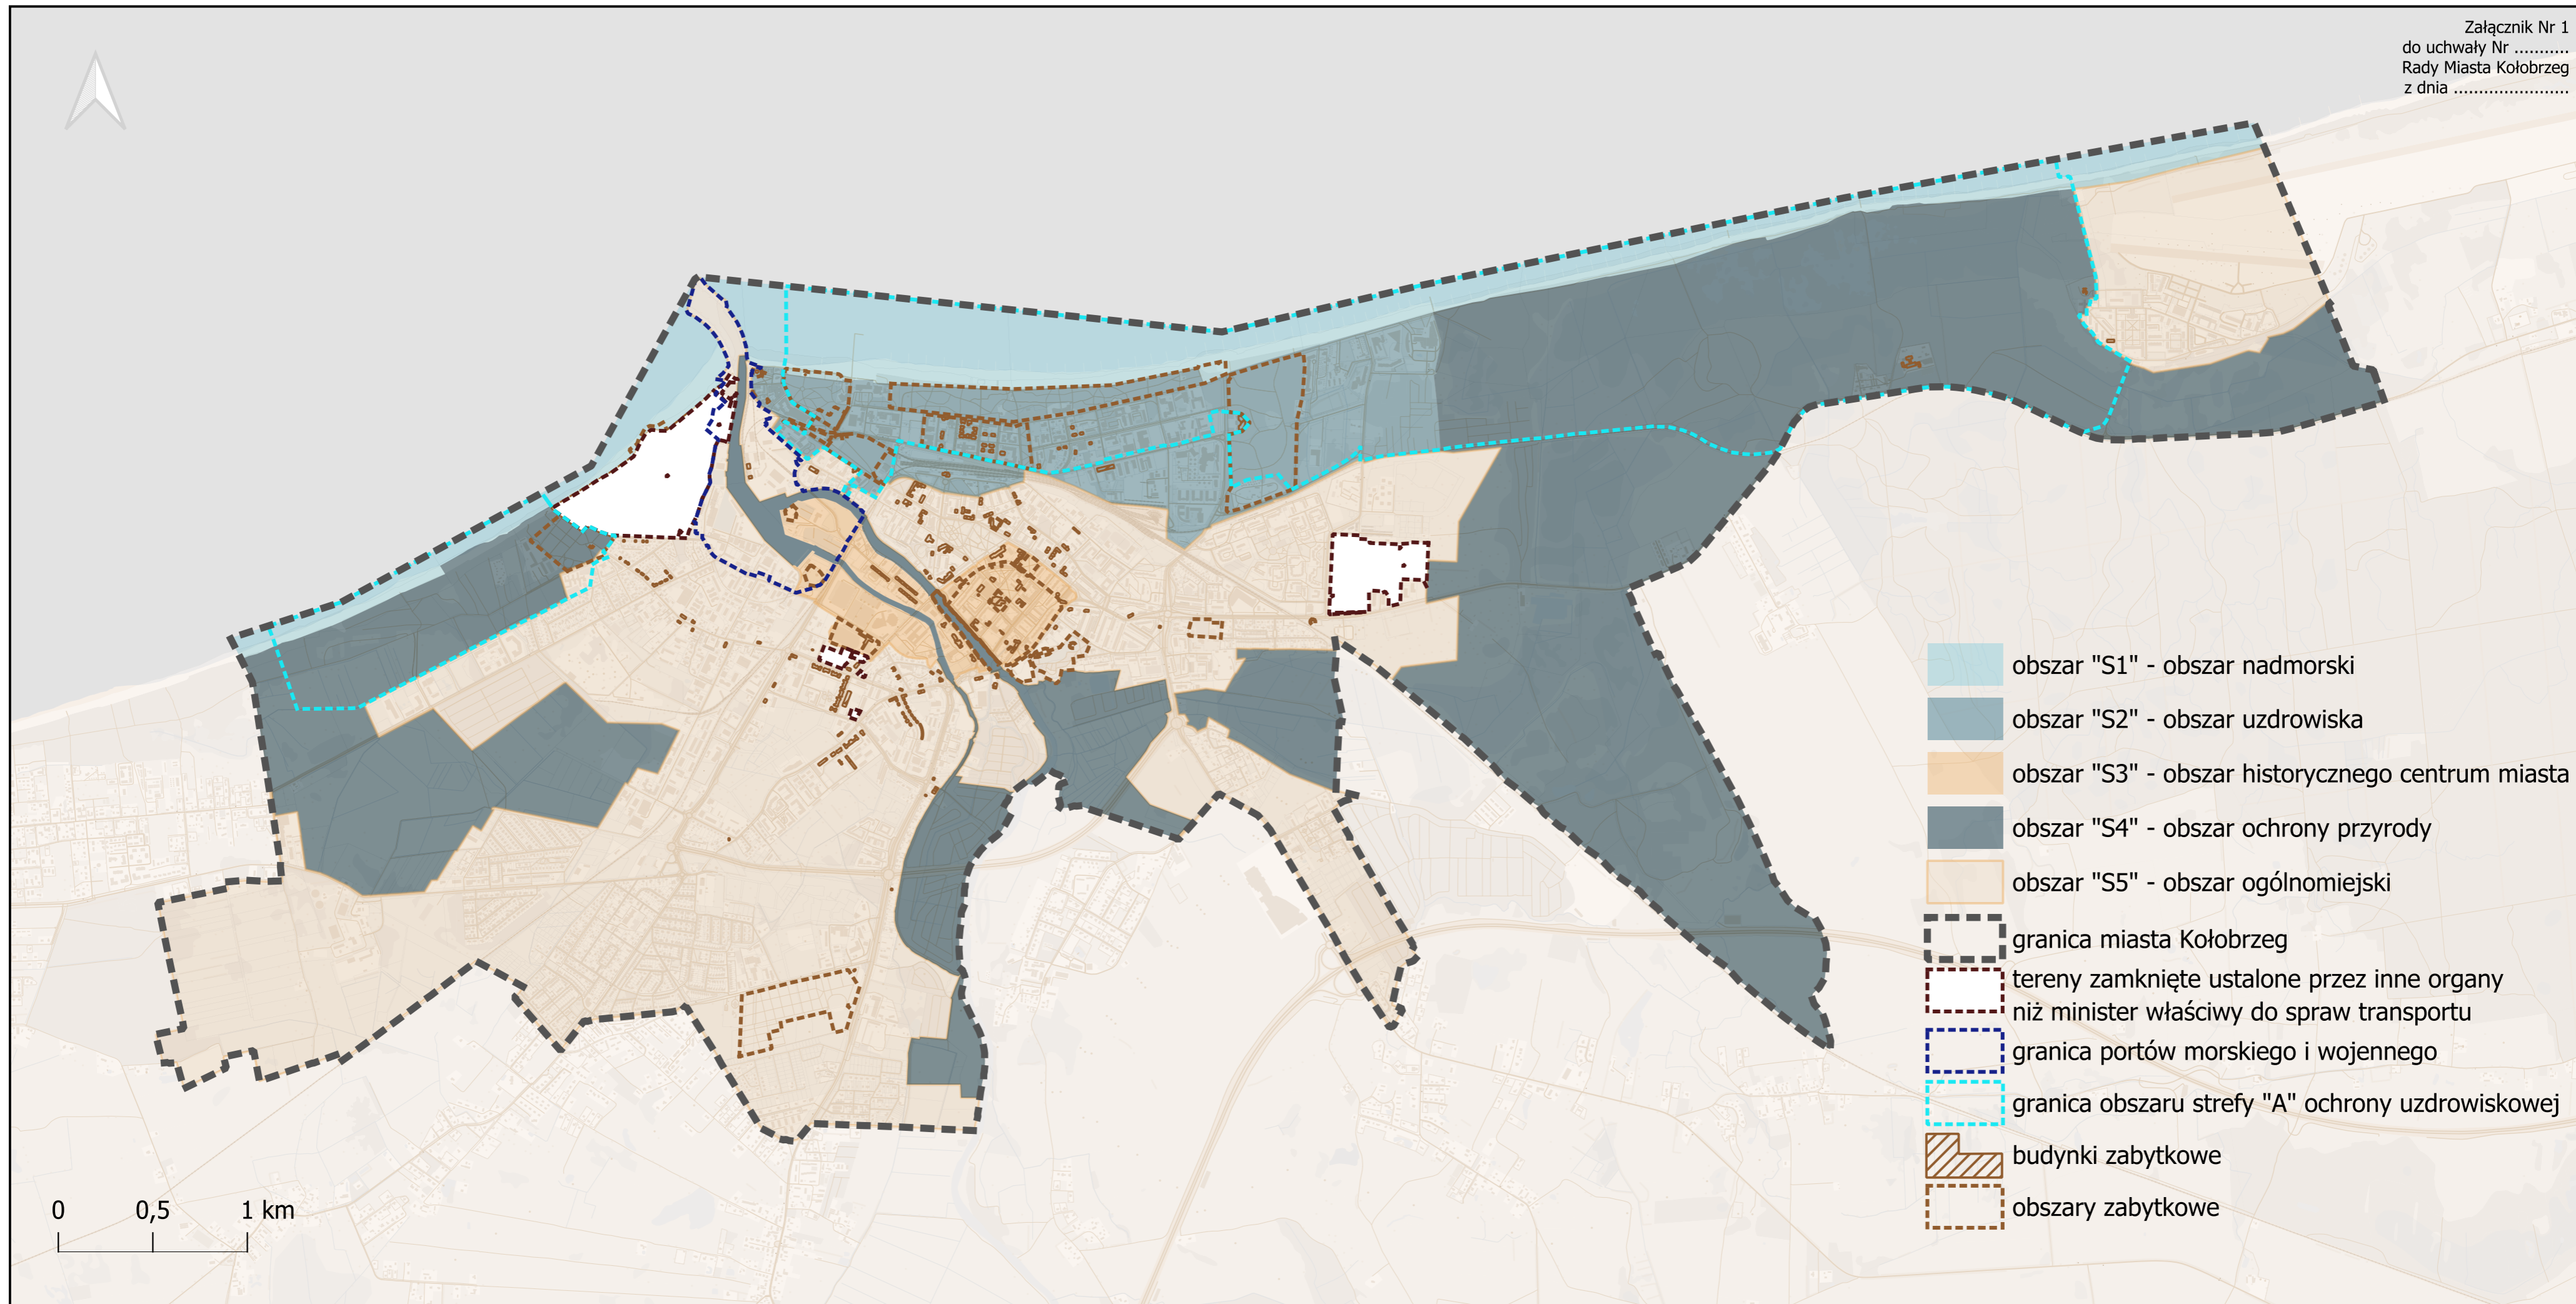 Załącznik Nr 1
do uchwały Nr ...........
Rady Miasta Kołobrzeg
z dnia .......................
obszar "S1" - obszar nadmorski
obszar "S2" - obszar uzdrowiska
obszar "S3" - obszar historycznego centrum miasta
obszar "S4" - obszar ochrony przyrody
obszar "S5" - obszar ogólnomiejski
granica miasta Kołobrzeg
tereny zamknięte ustalone przez inne organy
niż minister właściwy do spraw transportu
granica portów morskiego i wojennego
granica obszaru strefy "A" ochrony uzdrowiskowej
budynki zabytkowe
obszary zabytkowe
0 0,5 1 km